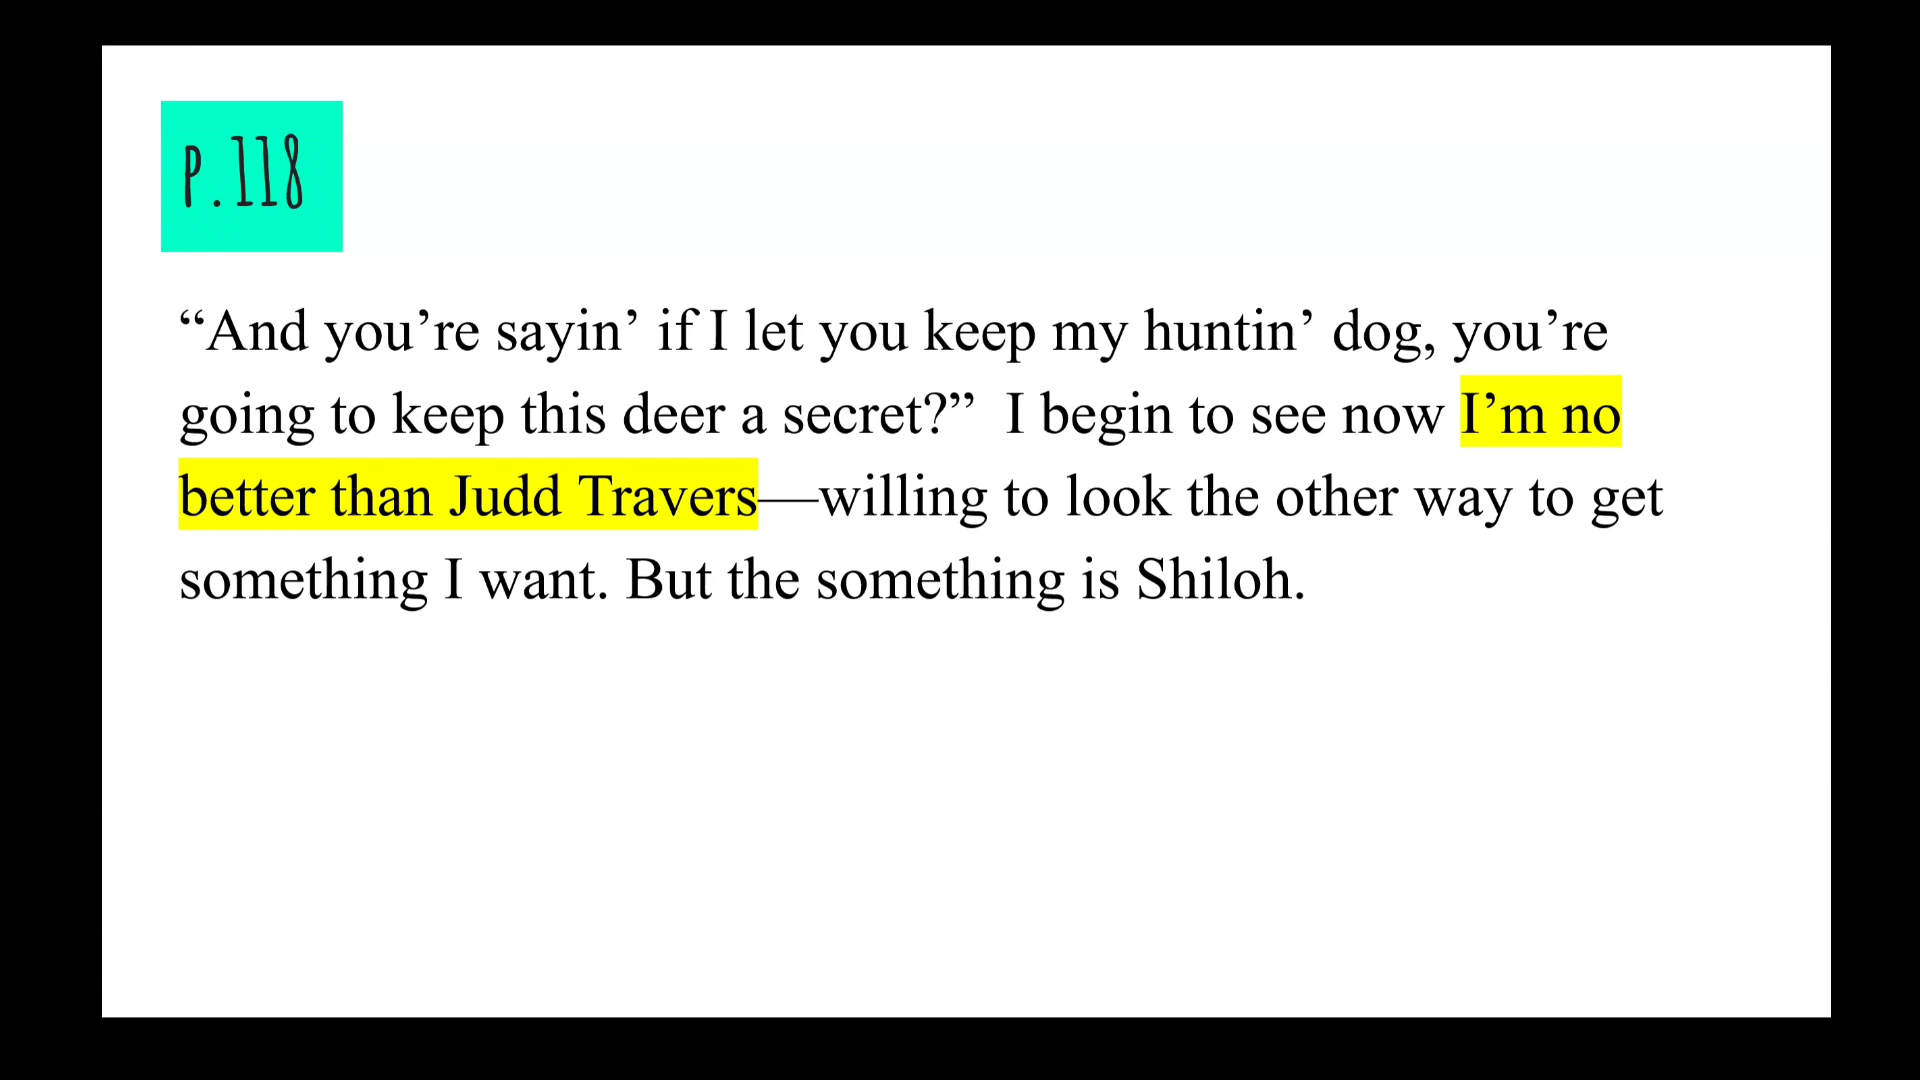 p.118
“And you’re sayin’ if I let you keep my huntin’ dog, you’re
going to keep this deer a secret?”  I begin to see now I’m no
better than Judd Travers—willing to look the other way to get
something I want. But the something is Shiloh.